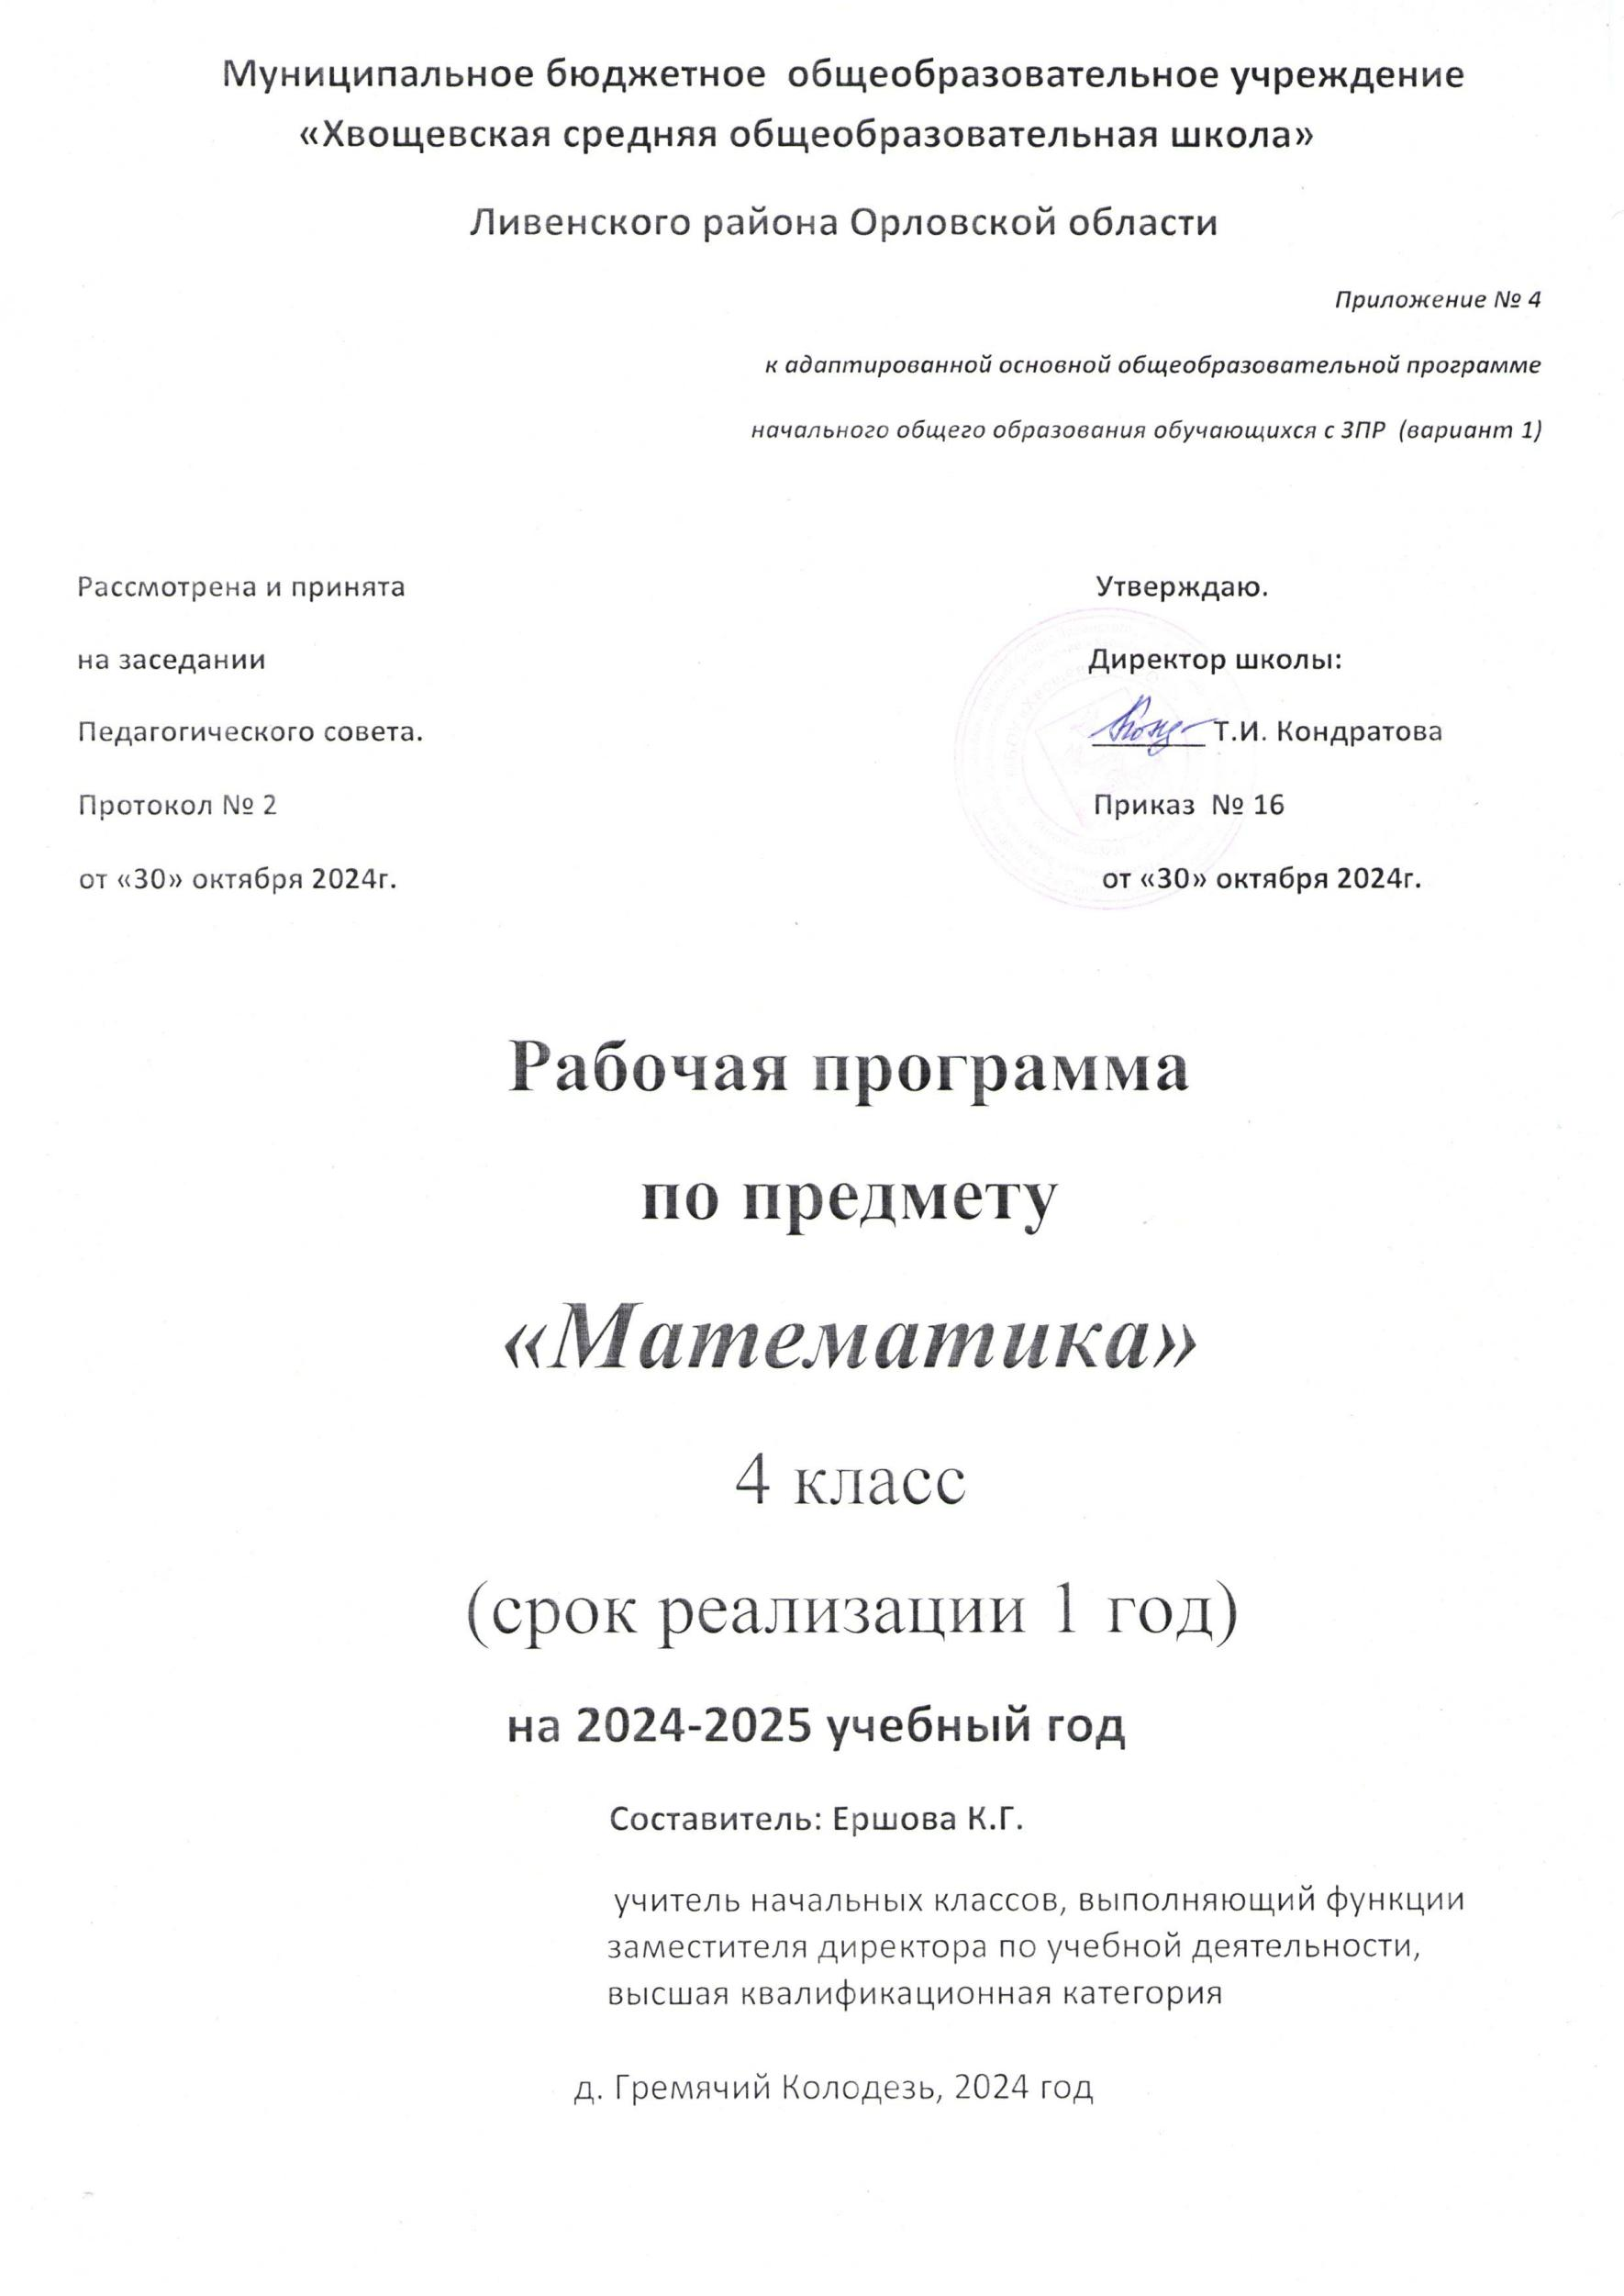 Муниципальное бюджетное общеобразовательное учреждение
«Хвощевская средняя общеобразовательная школа»
Ливенского района Орловской области
Приложение № 4
к адаптированной основной общеобразовательной программе
начального общего образования обучающихся с ЗПР (вариант 1)
Рассмотрена и принята
на заседании
Педагогического совета.
Протокол № 2
от «30» октября 2024г.
Утверждаю.
Директор школы:
________Т.И. Кондратова
Приказ № 16
от «30» октября 2024г.
Рабочая программа
по предмету
«Математика»
4 класс
(срок реализации 1 год)
на 2024-2025 учебный год
Составитель: Ершова К.Г.
учитель начальных классов, выполняющий функции
заместителя директора по учебной деятельности,
высшая квалификационная категория
д. Гремячий Колодезь, 2024 год